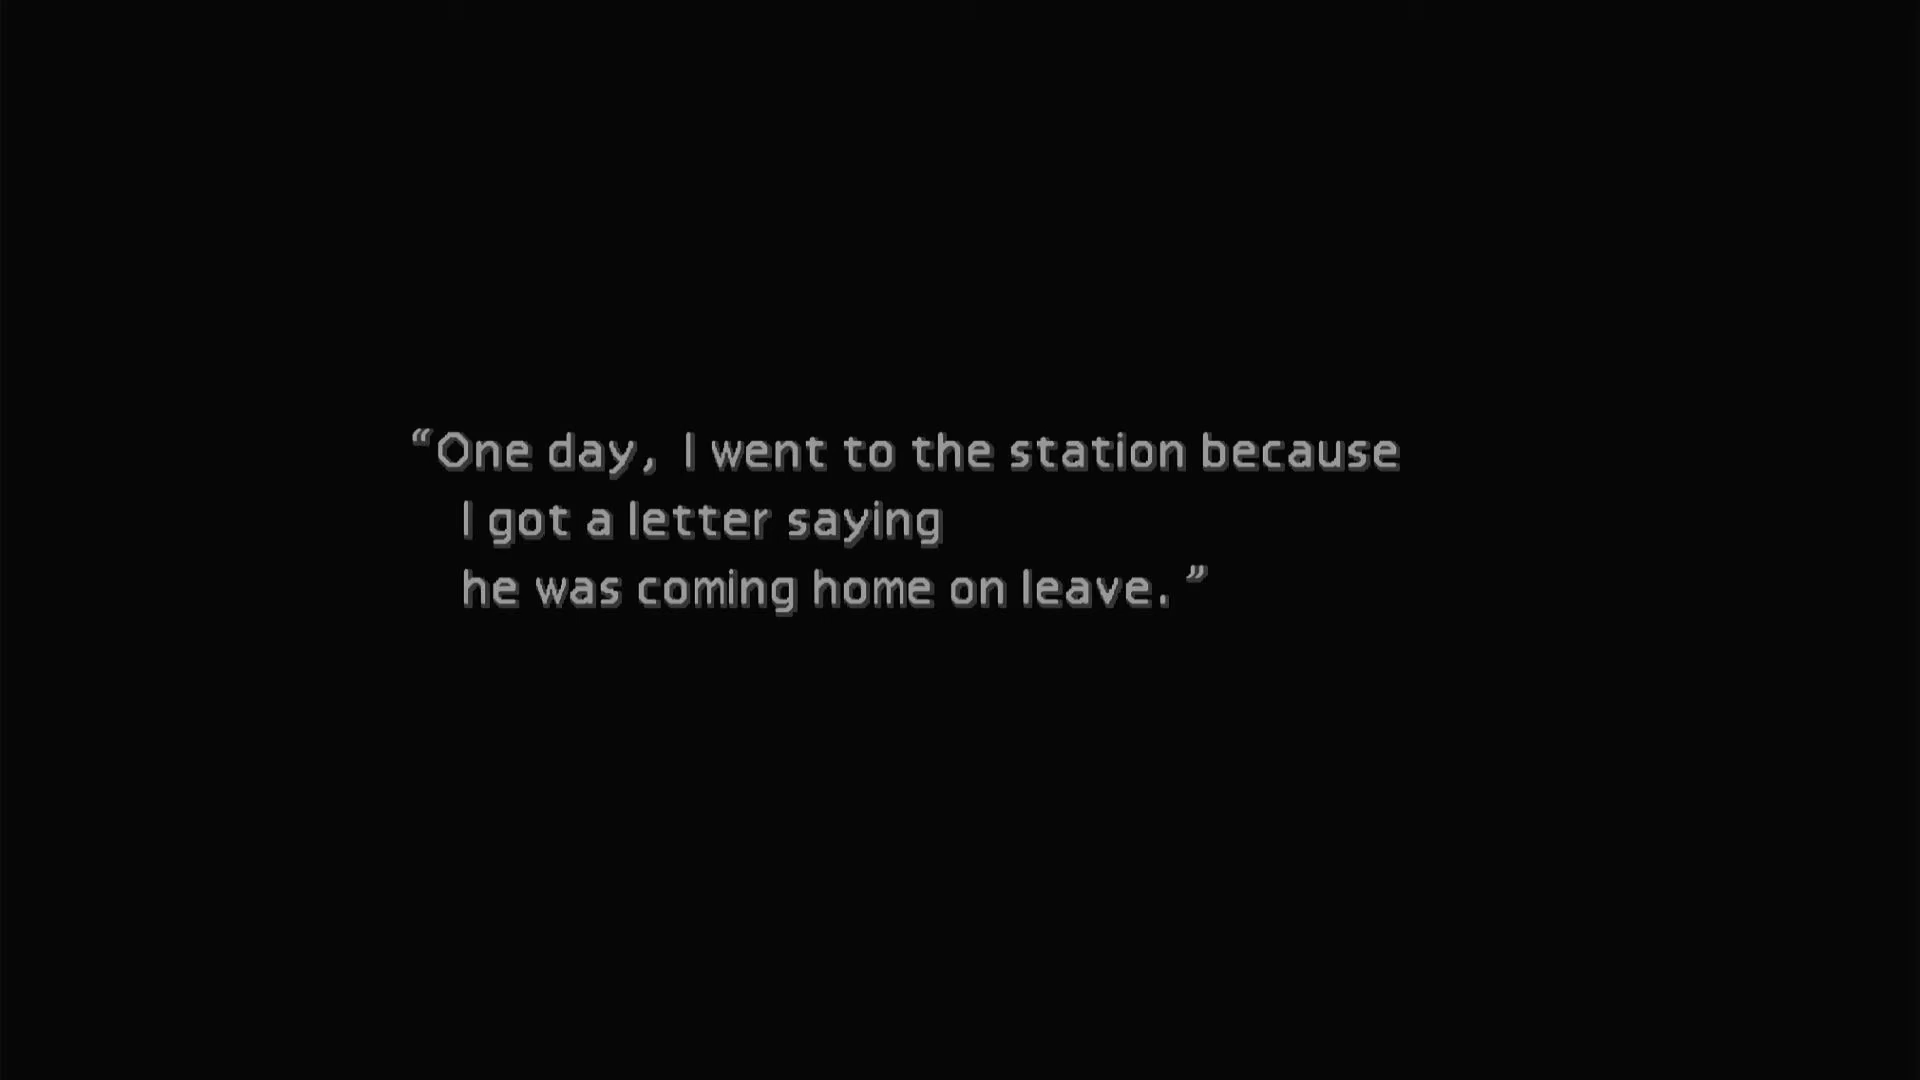 “One day, I went to the station because
I got a letter saying
he was coming home on leave.”